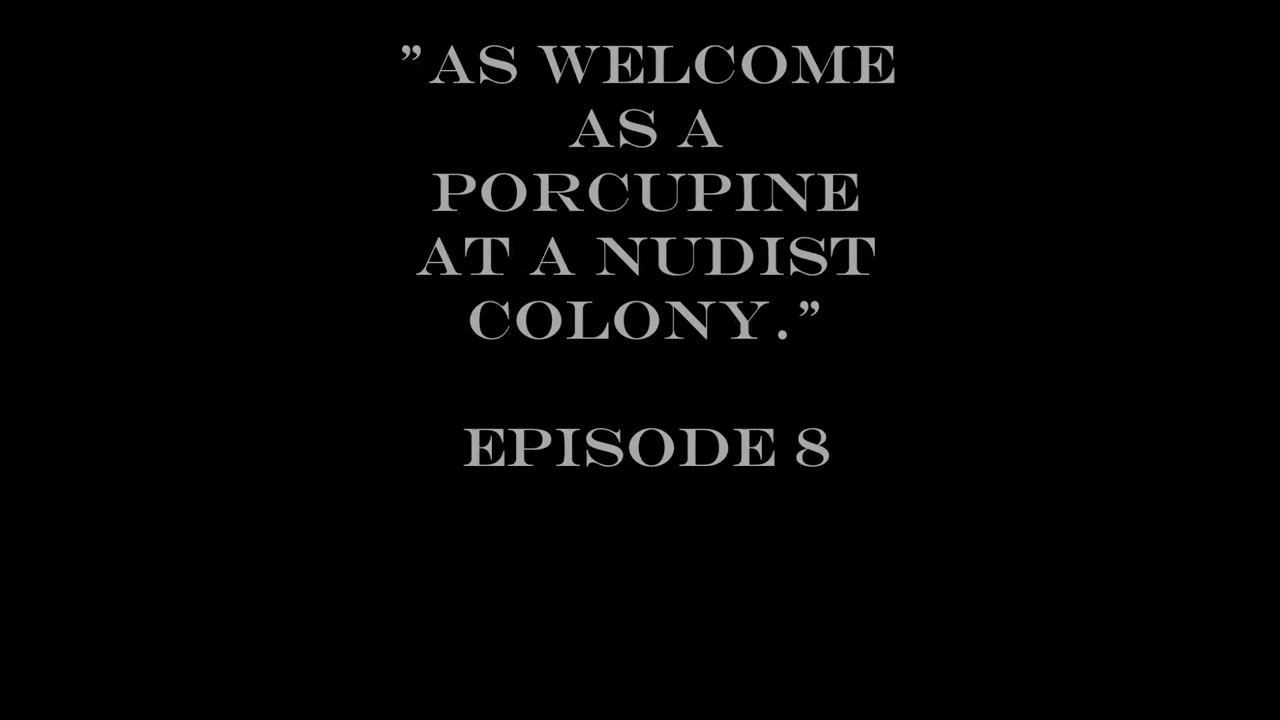 ”AS WELCOME
AS A
PORCUPINE
AT A NUDIST
COLONY.”
EPISODE 8